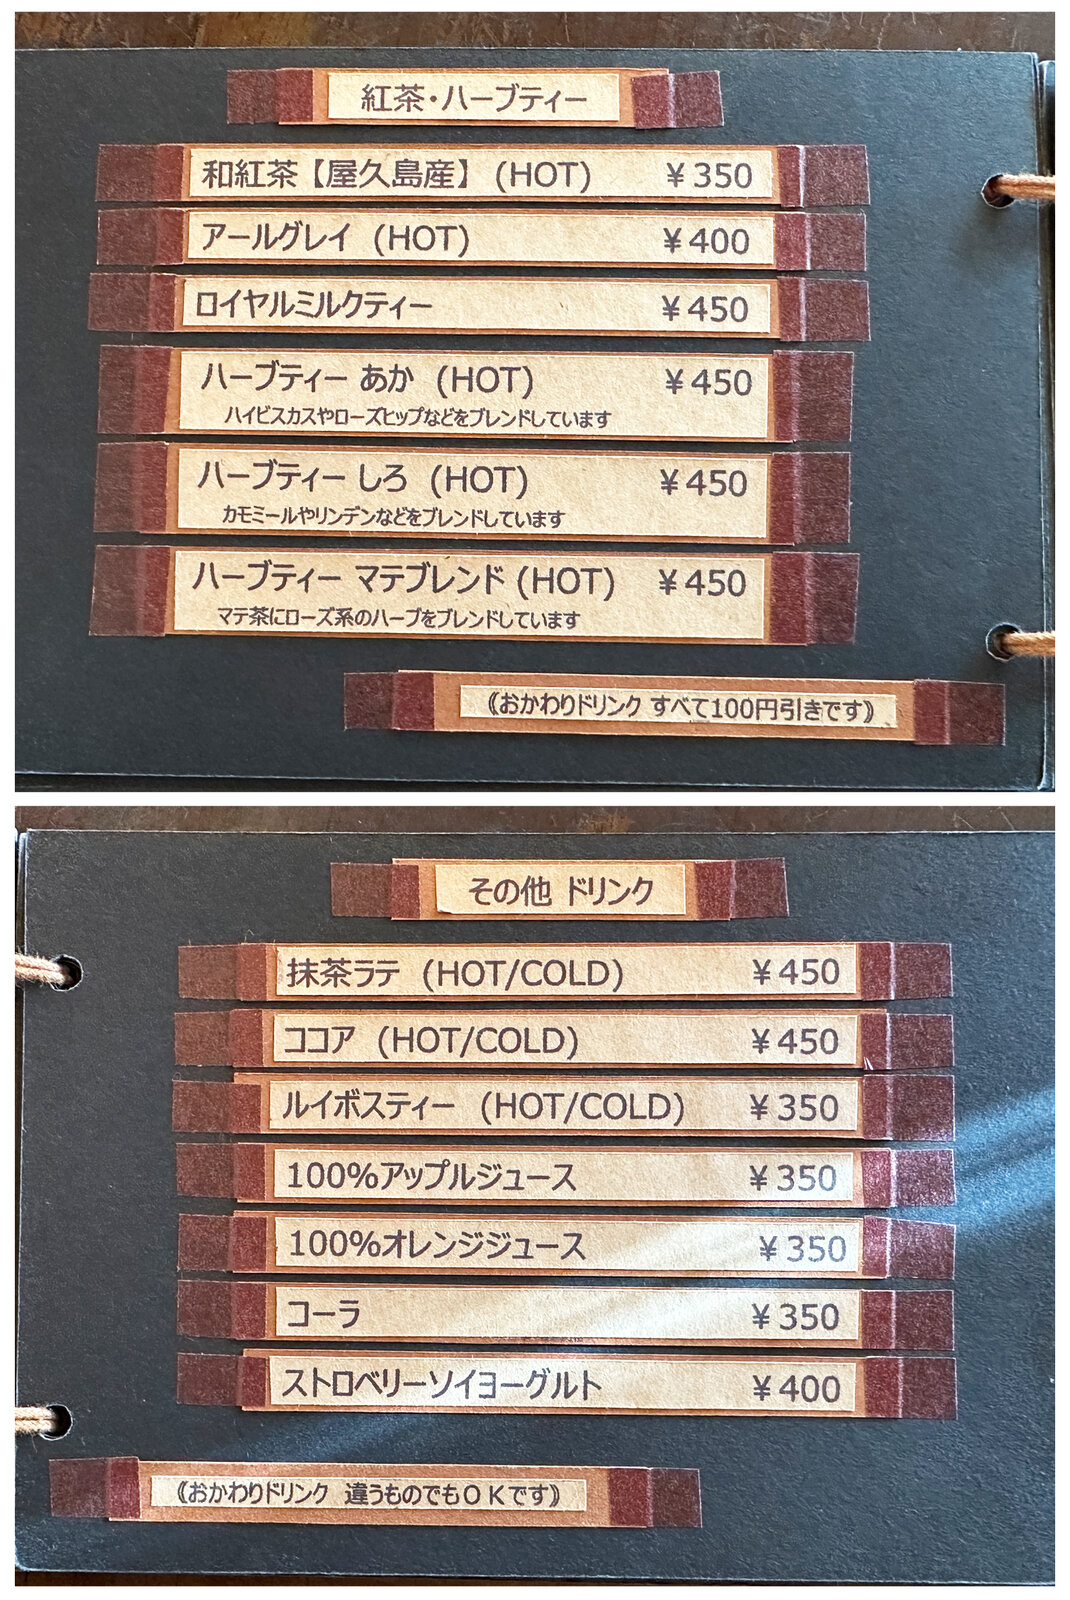 紅茶・ハーブティー
和紅茶【屋久島産】 (HOT) ¥350
アールグレイ (HOT) ¥400
ロイヤルミルクティー ¥450
ハーブティー あか (HOT) ¥450
ハイビスカスやローズヒップなどをブレンドしています
ハーブティー しろ (HOT) ¥450
カモミールやリンデンなどをブレンドしています
ハーブティー マテブレンド (HOT) ¥450
マテ茶にローズ系のハーブをブレンドしています
《おかわりドリンク すべて100円引きです》
その他 ドリンク
抹茶ラテ (HOT/COLD) ¥450
ココア (HOT/COLD) ¥450
ルイボスティー (HOT/COLD) ¥350
100%アップルジュース ¥350
100%オレンジジュース ¥350
コーラ ¥350
ストロベリーソイヨーグルト ¥400
《おかわりドリンク 違うものでもＯＫです》